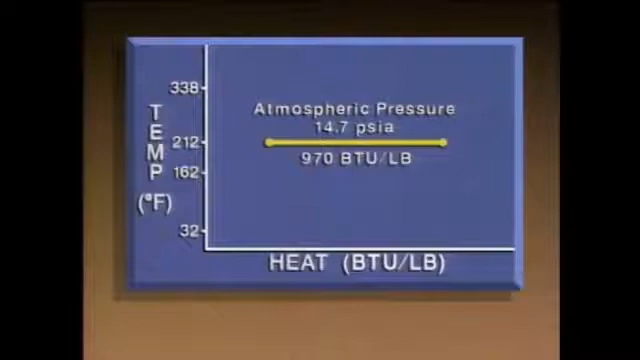 338
Atmospheric Pressure
14.7 psia
TEMP
212
970 BTU/LB
162
(°F)
32
HEAT (BTU/LB)